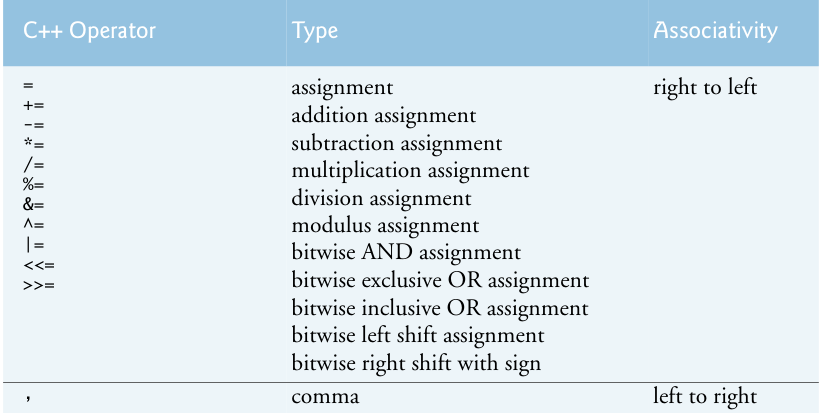 C++ Operator Type Associativity
= assignment right to left
+= addition assignment
-= subtraction assignment
*= multiplication assignment
/= division assignment
%= modulus assignment
&= bitwise AND assignment
^= bitwise exclusive OR assignment
|= bitwise inclusive OR assignment
<<= bitwise left shift assignment
>>= bitwise right shift with sign
, comma left to right